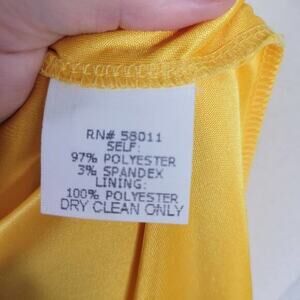 RN# 58011
SELF:
97% POLYESTER
3% SPANDEX
LINING:
100% POLYESTER
DRY CLEAN ONLY